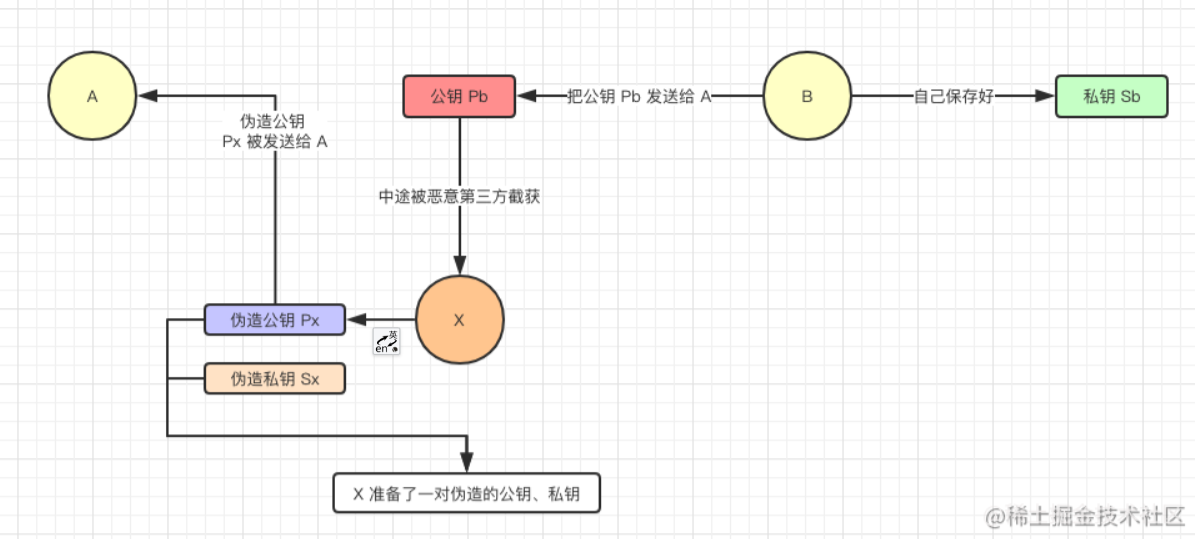 A
公钥 Pb
把公钥 Pb 发送给 A
B
自己保存好
私钥 Sb
伪造公钥
Px 被发送给 A
中途被恶意第三方截获
伪造公钥 Px
英
en
X
伪造私钥 Sx
X 准备了一对伪造的公钥、私钥
@稀土掘金技术社区